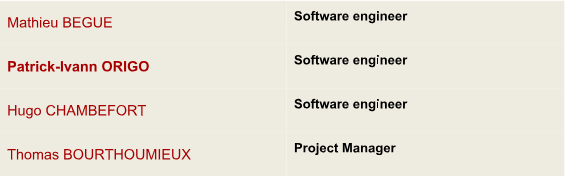 Mathieu BEGUE Software engineer
Patrick-Ivann ORIGO Software engineer
Hugo CHAMBEFORT Software engineer
Thomas BOURTHOUMIEUX Project Manager